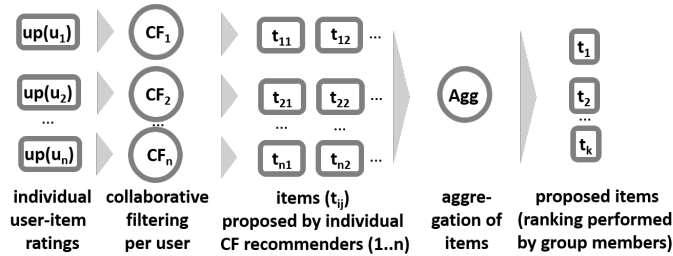 up(u1) CF1 t11 t12 ... t1
up(u2) CF2 t21 t22 ... Agg t2
... ... ... ... ...
up(un) CFn tn1 tn2 ... tk
individual collaborative items (tij) aggre- proposed items
user-item filtering proposed by individual gation of (ranking performed
ratings per user CF recommenders (1..n) items by group members)